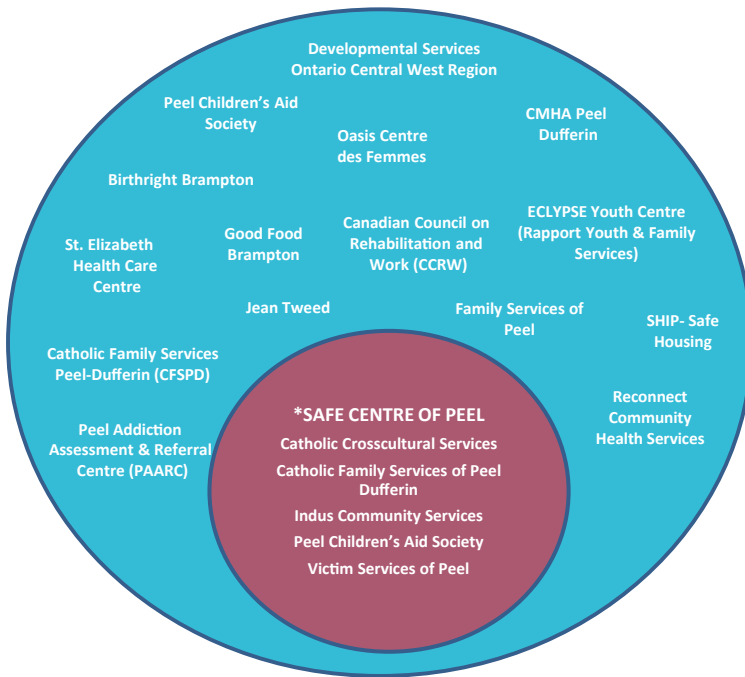 Developmental Services
Ontario Central West Region
Peel Children's Aid
Society
CMHA Peel
Dufferin
Oasis Centre
des Femmes
Birthright Brampton
ECLYPSE Youth Centre
(Rapport Youth & Family
Services)
Canadian Council on
Rehabilitation and
Work (CCRW)
Good Food
Brampton
St. Elizabeth
Health Care
Centre
Jean Tweed
Family Services of
Peel
SHIP- Safe
Housing
Catholic Family Services
Peel-Dufferin (CFSPD)
Reconnect
Community
Health Services
Peel Addiction
Assessment & Referral
Centre (PAARC)
*SAFE CENTRE OF PEEL
Catholic Crosscultural Services
Catholic Family Services of Peel
Dufferin
Indus Community Services
Peel Children's Aid Society
Victim Services of Peel